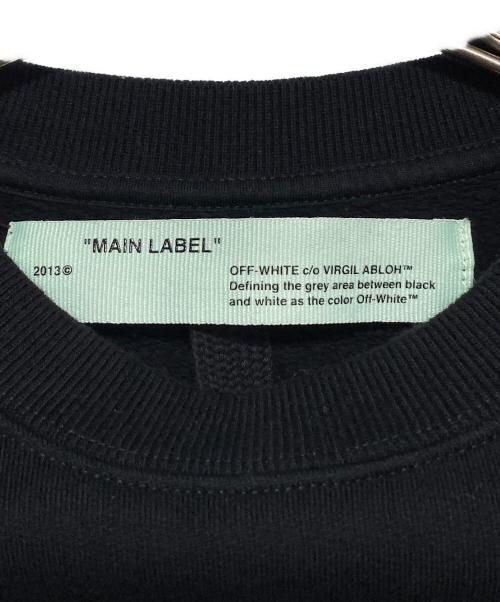 "MAIN LABEL"
2013©
OFF-WHITE c/o VIRGIL ABLOH™
Defining the grey area between black
and white as the color Off-White™